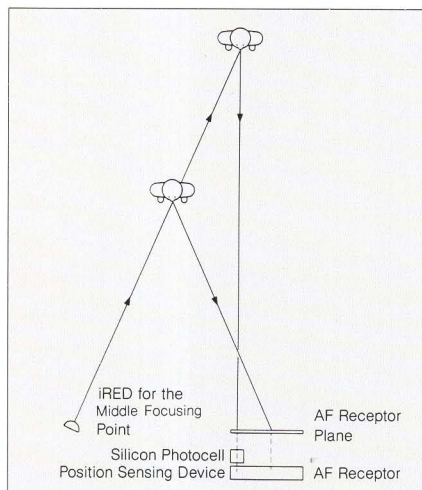 iRED for the
Middle Focusing
Point
AF Receptor
Plane
Silicon Photocell
Position Sensing Device
AF Receptor